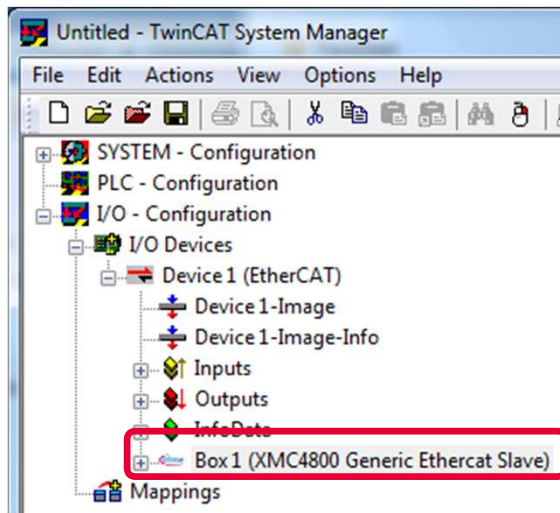 Untitled - TwinCAT System Manager
File Edit Actions View Options Help
SYSTEM - Configuration
PLC - Configuration
I/O - Configuration
I/O Devices
Device 1 (EtherCAT)
Device 1-Image
Device 1-Image-Info
Inputs
Outputs
InfoData
Box 1 (XMC4800 Generic Ethercat Slave)
Mappings